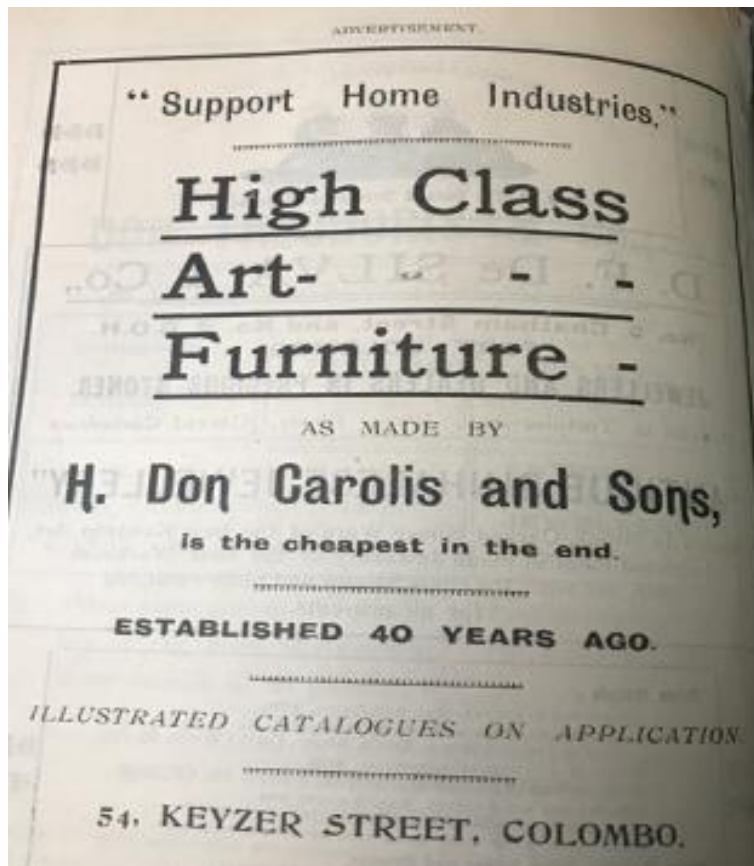 ADVERTISEMENT.
"Support Home Industries."
High Class
Art- - - -
Furniture -
AS MADE BY
H. Don Carolis and Sons,
is the cheapest in the end.
ESTABLISHED 40 YEARS AGO.
ILLUSTRATED CATALOGUES ON APPLICATION
54, KEYZER STREET, COLOMBO.